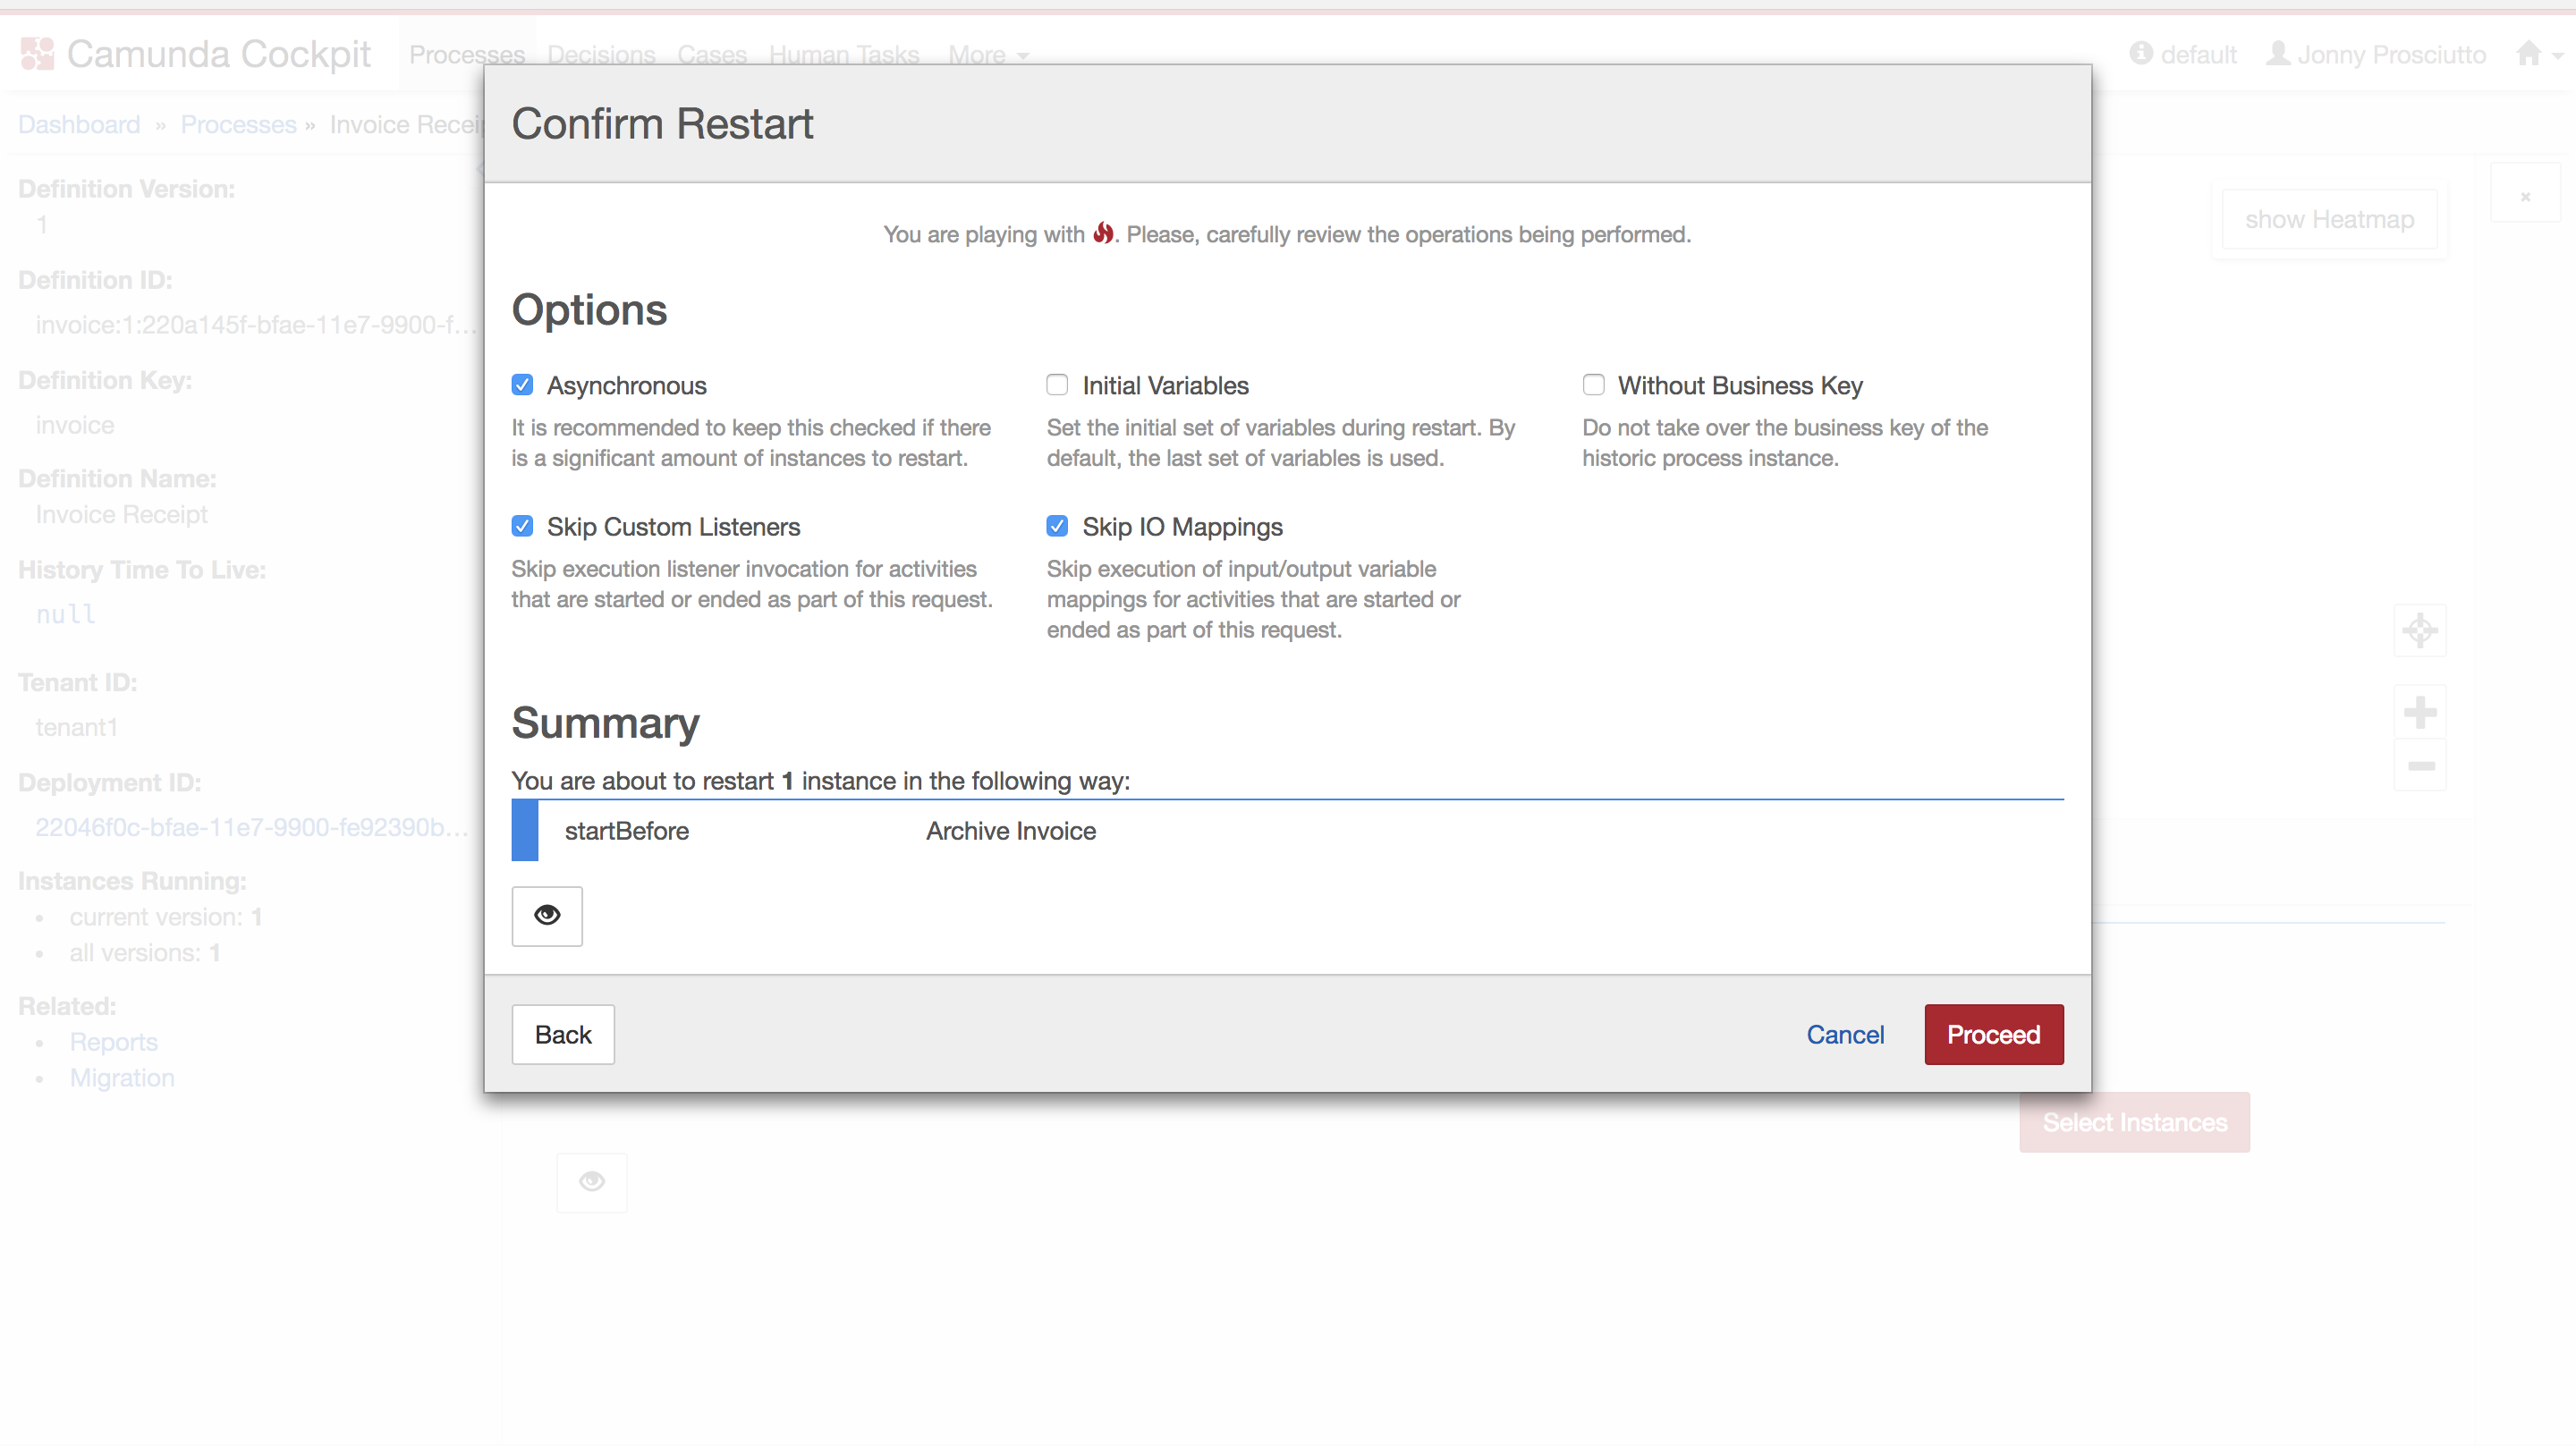 Camunda Cockpit Processes Decisions Cases Human Tasks More default Jonny Prosciutto
Dashboard » Processes » Invoice Receip
Definition Version:
1
Definition ID:
invoice:1:220a145f-bfae-11e7-9900-f...
Definition Key:
invoice
Definition Name:
Invoice Receipt
History Time To Live:
null
Tenant ID:
tenant1
Deployment ID:
22046f0c-bfae-11e7-9900-fe92390b...
Instances Running:
• current version: 1
• all versions: 1
Related:
• Reports
• Migration
show Heatmap
×
Confirm Restart
You are playing with . Please, carefully review the operations being performed.
Options
Asynchronous
It is recommended to keep this checked if there
is a significant amount of instances to restart.
Initial Variables
Set the initial set of variables during restart. By
default, the last set of variables is used.
Without Business Key
Do not take over the business key of the
historic process instance.
Skip Custom Listeners
Skip execution listener invocation for activities
that are started or ended as part of this request.
Skip IO Mappings
Skip execution of input/output variable
mappings for activities that are started or
ended as part of this request.
Summary
You are about to restart 1 instance in the following way:
startBefore Archive Invoice
Back Cancel Proceed
Select Instances